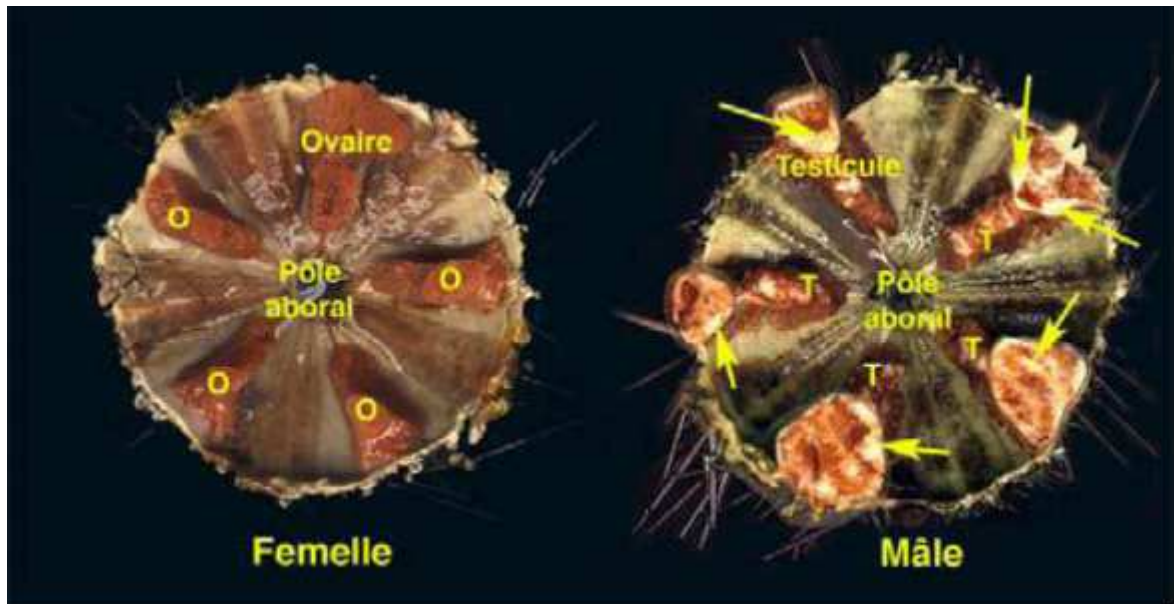 Ovaire
O
O
Pôle
aboral
O
O
Femelle
Testicule
T
T
Pôle
aboral
T
T
Mâle